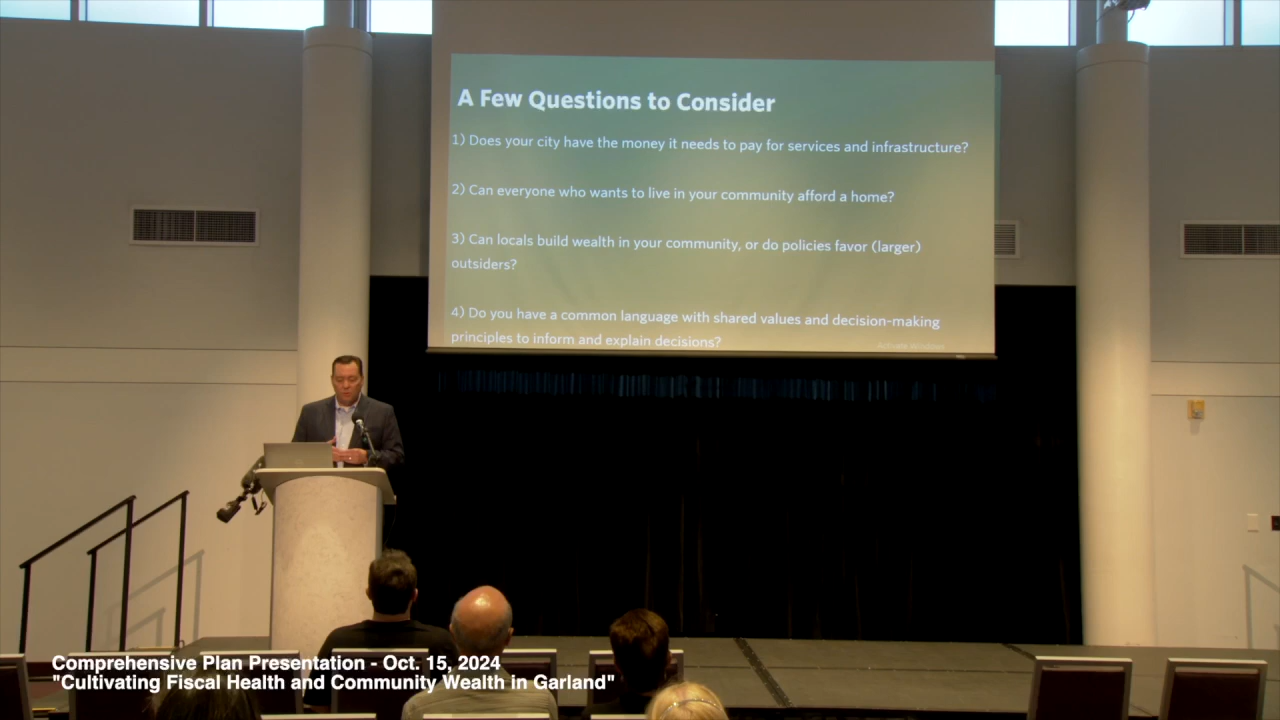 A Few Questions to Consider
1) Does your city have the money it needs to pay for services and infrastructure?
2) Can everyone who wants to live in your community afford a home?
3) Can locals build wealth in your community, or do policies favor (larger)
outsiders?
4) Do you have a common language with shared values and decision-making
principles to inform and explain decisions?
Activate Windows
Comprehensive Plan Presentation - Oct. 15, 2024
"Cultivating Fiscal Health and Community Wealth in Garland"